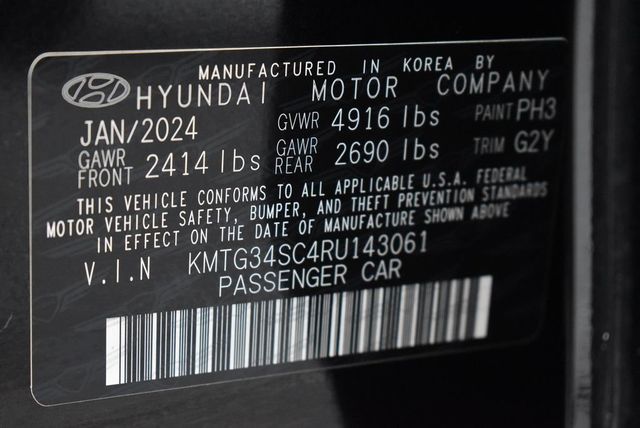 MANUFACTURED IN KOREA BY
HYUNDAI MOTOR COMPANY
JAN/2024 GVWR 4916 lbs PAINT PH3
GAWR FRONT 2414 lbs GAWR REAR 2690 lbs TRIM G2Y
THIS VEHICLE CONFORMS TO ALL APPLICABLE U.S.A. FEDERAL
MOTOR VEHICLE SAFETY, BUMPER, AND THEFT PREVENTION STANDARDS
IN EFFECT ON THE DATE OF MANUFACTURE SHOWN ABOVE
V.I.N KMTG34SC4RU143061
PASSENGER CAR